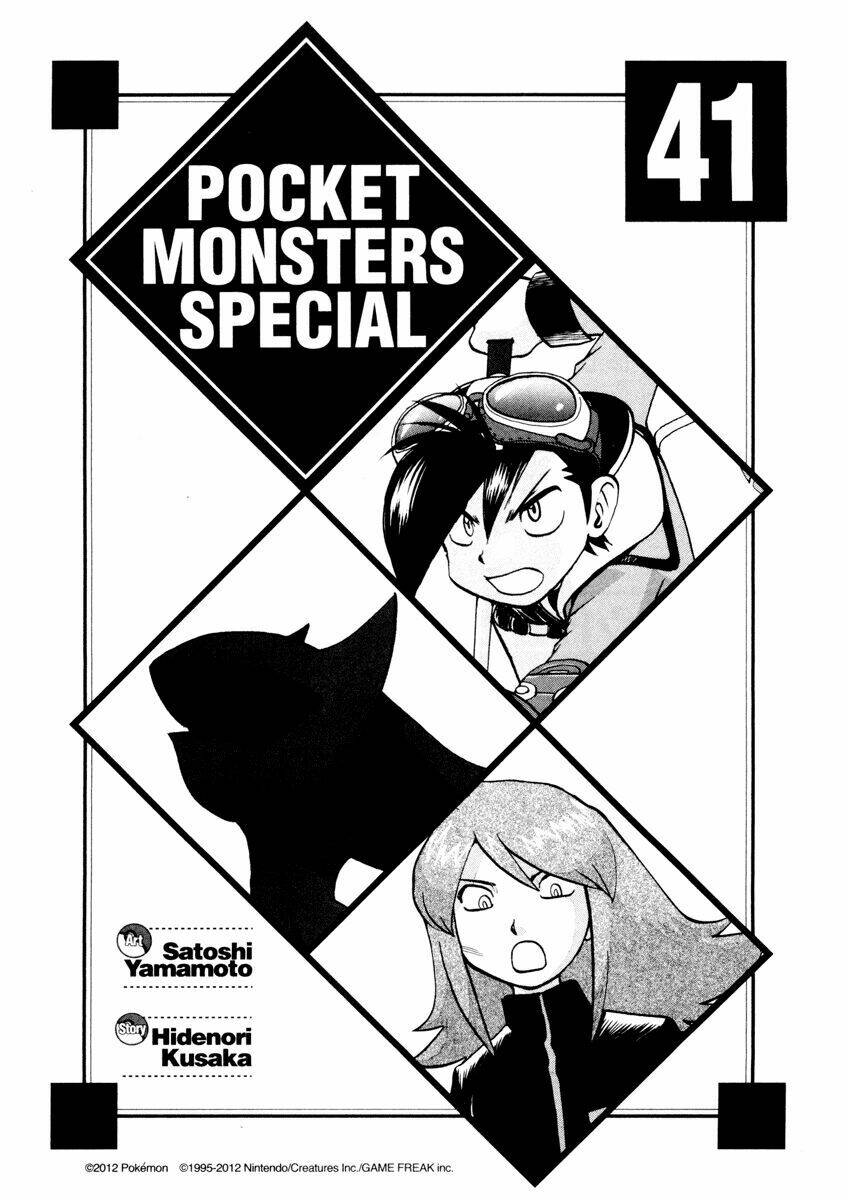 41
POCKET
MONSTERS
SPECIAL
Art
Satoshi
Yamamoto
Story
Hidenori
Kusaka
©2012 Pokémon ©1995-2012 Nintendo/Creatures Inc./GAME FREAK inc.